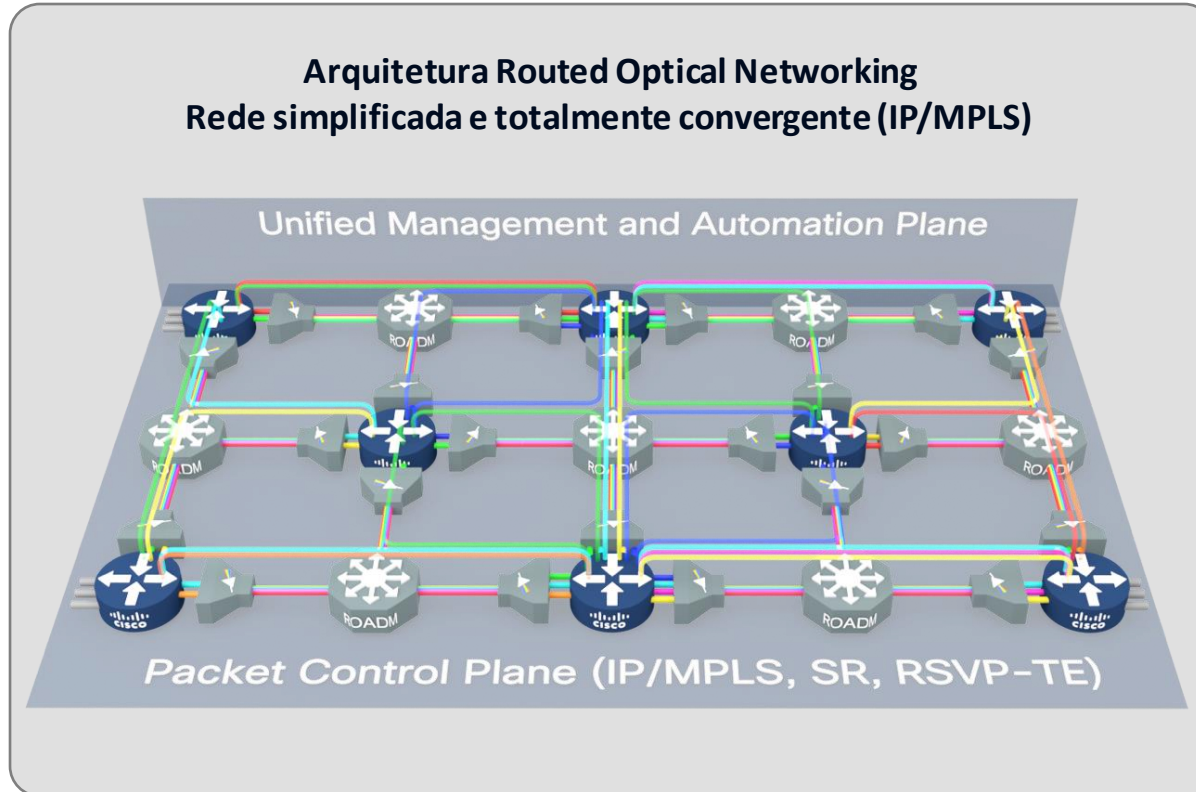 Arquitetura Routed Optical Networking
Rede simplificada e totalmente convergente (IP/MPLS)
Unified Management and Automation Plane
ROADM
ROADM
ROADM
ROADM
ROADM
CISCO
ROADM
CISCO
ROADM
CISCO
Packet Control Plane (IP/MPLS, SR, RSVP-TE)